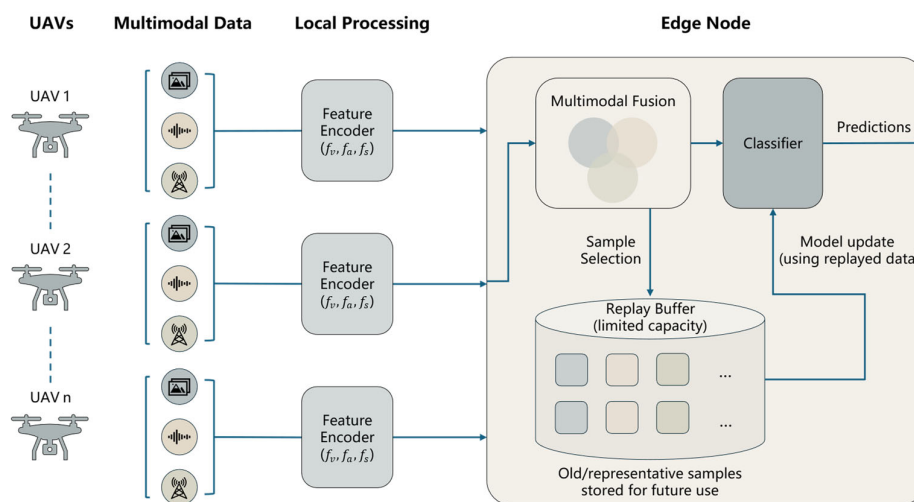 UAVs
Multimodal Data
Local Processing
Edge Node
UAV 1
Feature
Encoder
(f_v, f_a, f_s)
UAV 2
Feature
Encoder
(f_v, f_a, f_s)
UAV n
Feature
Encoder
(f_v, f_a, f_s)
Multimodal Fusion
Classifier
Predictions
Sample
Selection
Model update
(using replayed data
Replay Buffer
(limited capacity)
...
...
Old/representative samples
stored for future use